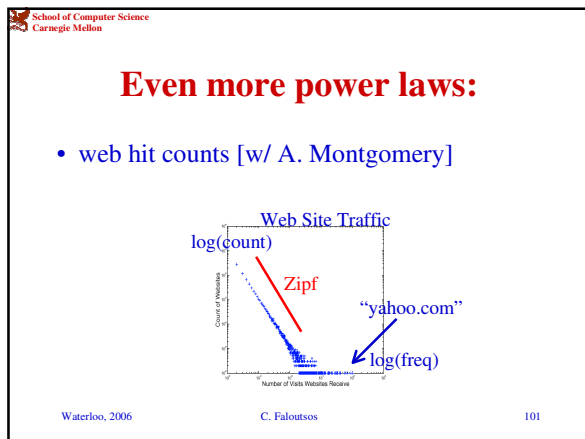 School of Computer Science
Carnegie Mellon
Even more power laws:
• web hit counts [w/ A. Montgomery]
Web Site Traffic
log(count)
Zipf
"yahoo.com"
log(freq)
Count of Websites
Number of Visits Websites Receive
Waterloo, 2006
C. Faloutsos
101